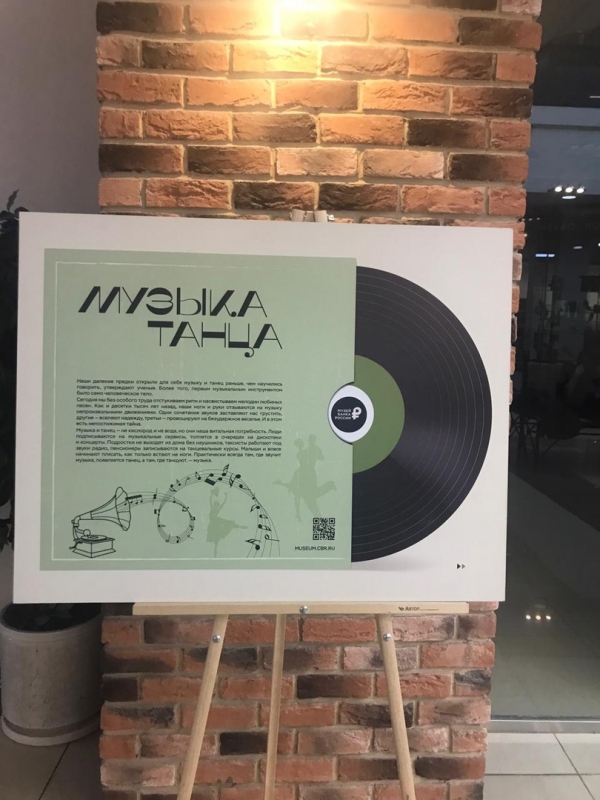 МУЗЫКА
ТАНЦА
Наши далекие предки открыли для себя музыку и танец раньше, чем научились
говорить, утверждают ученые. Более того, первым музыкальным инструментом
было само человеческое тело.
Сегодня мы без особого труда отстукиваем ритм и насвистываем мелодии любимых
песен. Как и десятки тысяч лет назад, наши ноги и руки отзываются на музыку
непроизвольными движениями. Одни сочетания звуков заставляют нас грустить,
другие — вселяют надежду, третьи — провоцируют на безудержное веселье. И в этом
есть непостижимая тайна.
Музыка и танец — не кислород и не вода, но они наша витальная потребность. Люди
подписываются на музыкальные сервисы, толпятся в очередях на дискотеки
и концерты. Подростки не выходят из дома без наушников, таксисты работают под
звуки радио, пенсионеры записываются на танцевальные курсы. Малыши и вовсе
начинают плясать, как только встают на ноги. Практически всегда там, где звучит
музыка, появляется танец, а там, где танцуют, — музыка.
МУЗЕЙ
БАНКА
РОССИИ
MUSEUM.CBR.RU